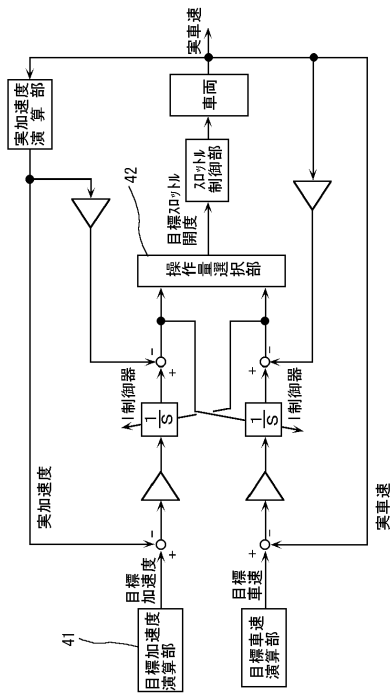 41
目標加速度
演算部
目標
加速度
実加速度
+
-
1/S
I制御器
+
-
実加速度
演算部
42
操作量選択部
目標スロットル
開度
スロットル
制御部
車両
実車速
目標車速
演算部
目標
車速
+
-
1/S
I制御器
+
-
実車速